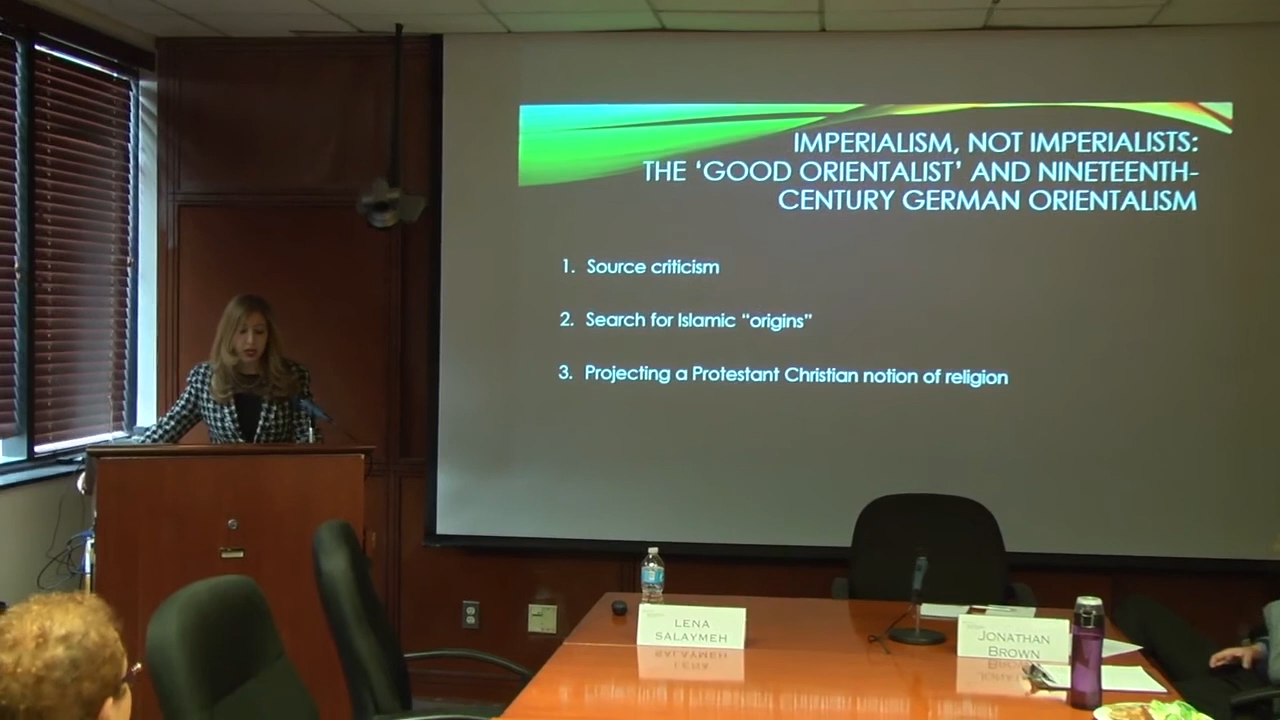 IMPERIALISM, NOT IMPERIALISTS:
THE ‘GOOD ORIENTALIST’ AND NINETEENTH-
CENTURY GERMAN ORIENTALISM
1. Source criticism
2. Search for Islamic “origins”
3. Projecting a Protestant Christian notion of religion
LENA
SALAYMEH
JONATHAN
BROWN